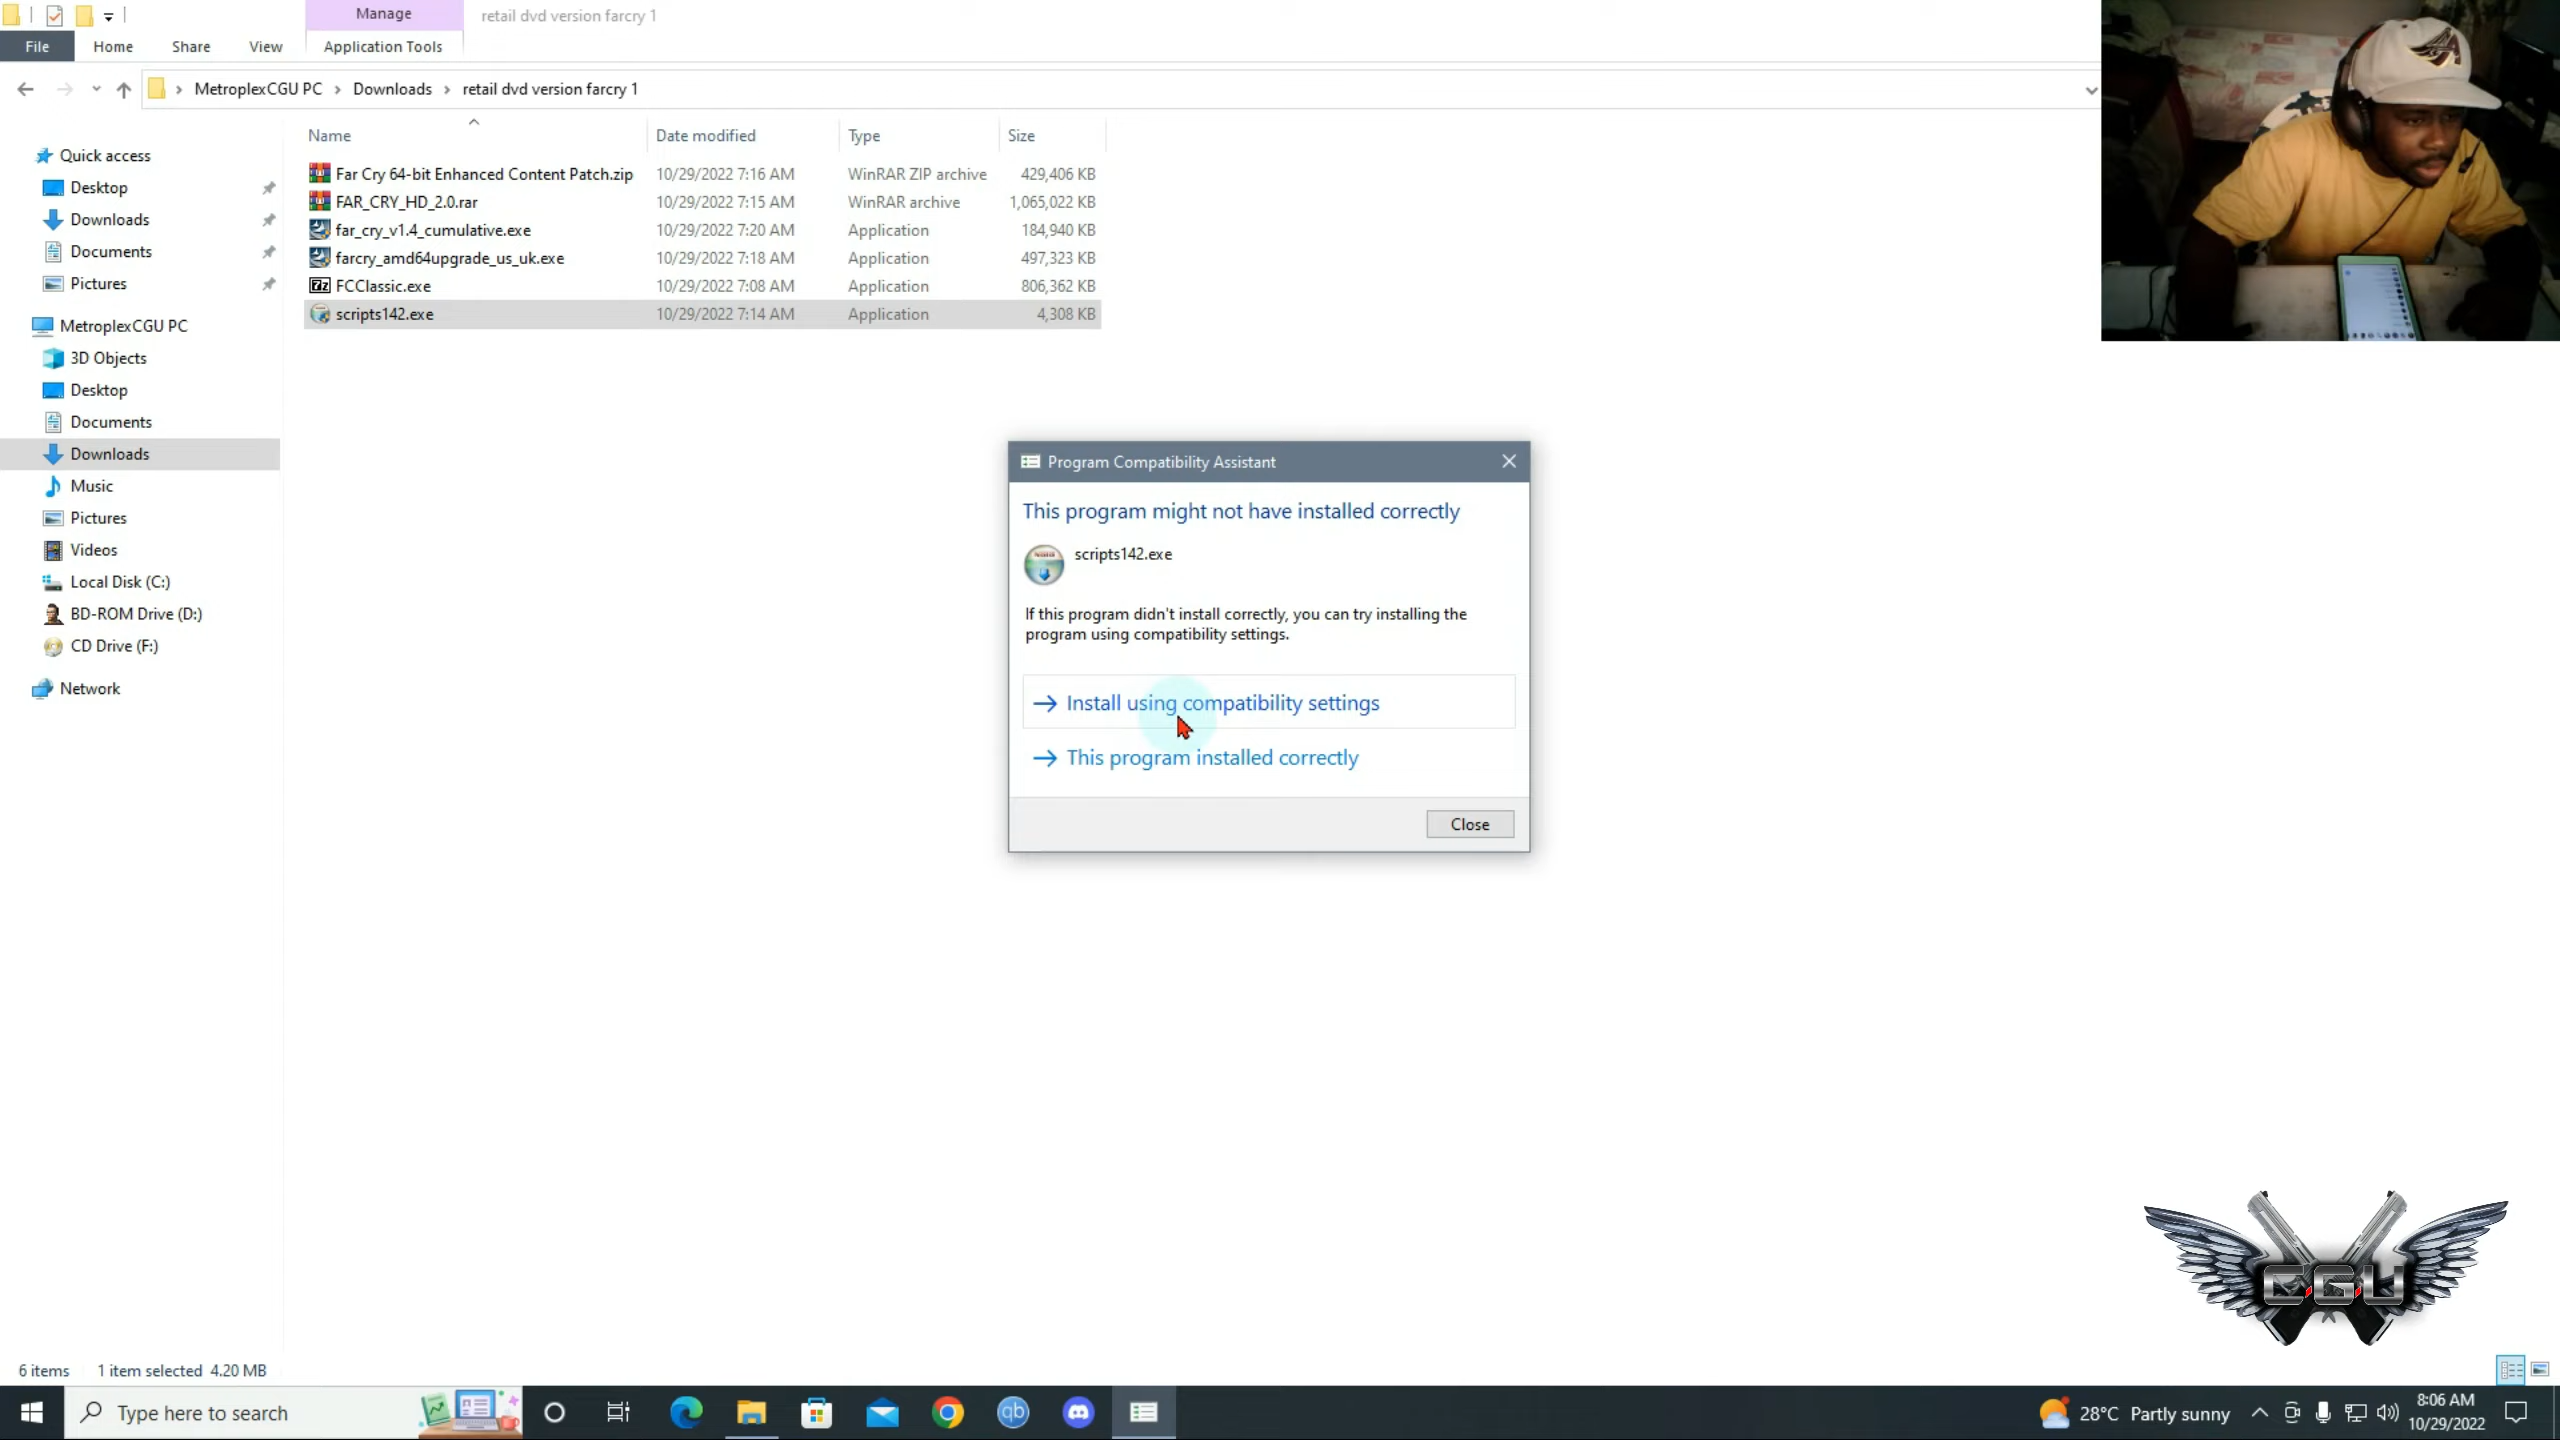 Manage
retail dvd version farcry 1
File
Home
Share
View
Application Tools
MetroplexCGU PC
Downloads
retail dvd version farcry 1
Name
Date modified
Type
Size
Far Cry 64-bit Enhanced Content Patch.zip
10/29/2022 7:16 AM
WinRAR ZIP archive
429,406 KB
FAR_CRY_HD_2.0.rar
10/29/2022 7:15 AM
WinRAR archive
1,065,022 KB
far_cry_v1.4_cumulative.exe
10/29/2022 7:20 AM
Application
184,940 KB
farcry_amd64upgrade_us_uk.exe
10/29/2022 7:18 AM
Application
497,323 KB
FCClassic.exe
10/29/2022 7:08 AM
Application
806,362 KB
scripts142.exe
10/29/2022 7:14 AM
Application
4,308 KB
Quick access
Desktop
Downloads
Documents
Pictures
MetroplexCGU PC
3D Objects
Desktop
Documents
Downloads
Music
Pictures
Videos
Local Disk (C:)
BD-ROM Drive (D:)
CD Drive (F:)
Network
Program Compatibility Assistant
This program might not have installed correctly
scripts142.exe
If this program didn't install correctly, you can try installing the
program using compatibility settings.
Install using compatibility settings
This program installed correctly
Close
C.G.U
6 items
1 item selected 4.20 MB
Type here to search
qb
28°C Partly sunny
8:06 AM
10/29/2022